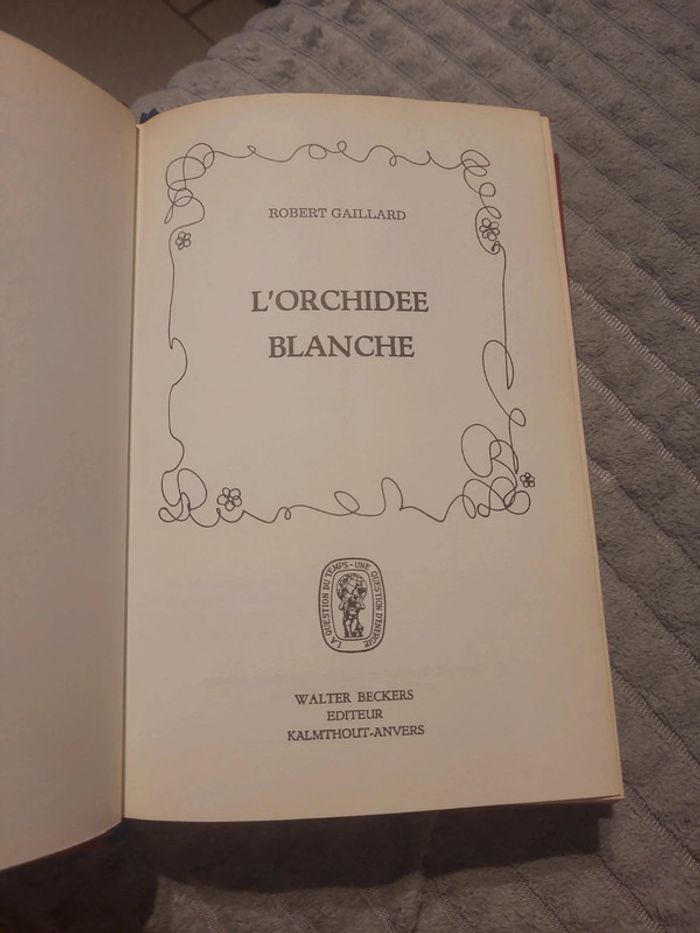 ROBERT GAILLARD
L'ORCHIDEE
BLANCHE
LA QUESTION DU TEMPS - UNE QUESTION D'ENERGIE
WALTER BECKERS
EDITEUR
KALMTHOUT-ANVERS